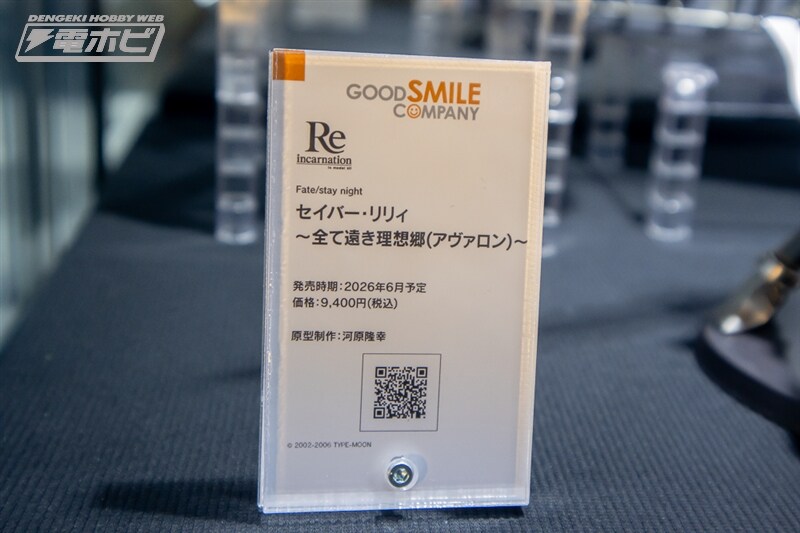 DENGEKI HOBBY WEB
電ホビ
GOOD SMILE
COMPANY
Re
incarnation
Fate/stay night
セイバー・リリィ
～全て遠き理想郷(アヴァロン)～
発売時期：2026年6月予定
価格：9,400円(税込)
原型制作：河原隆幸
© 2002-2006 TYPE-MOON